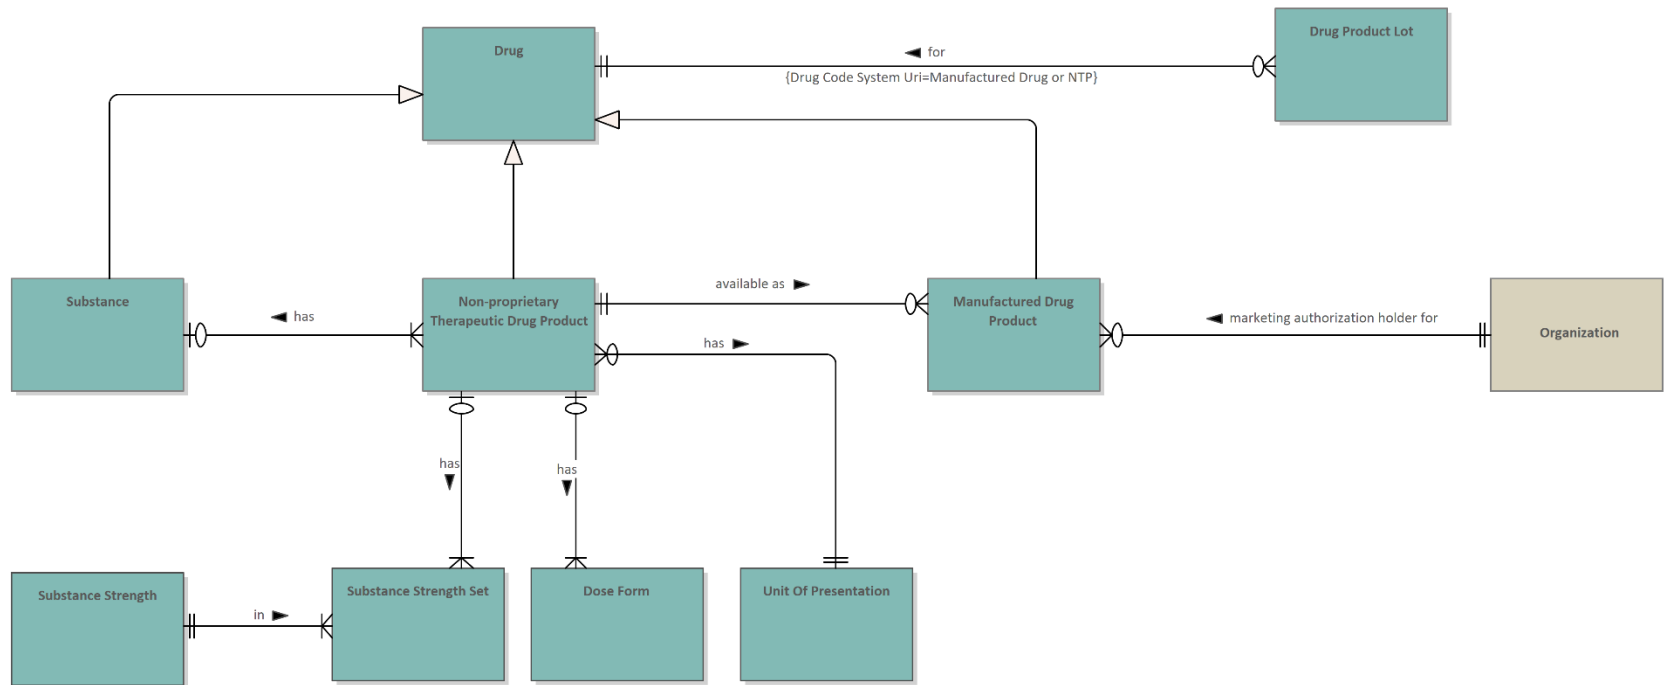 Drug
Drug Product Lot
for
{Drug Code System Uri=Manufactured Drug or NTP}
Substance
has
Non-proprietary
Therapeutic Drug Product
available as
has
Manufactured Drug
Product
marketing authorization holder for
Organization
has
has
Substance Strength
in
Substance Strength Set
Dose Form
Unit Of Presentation